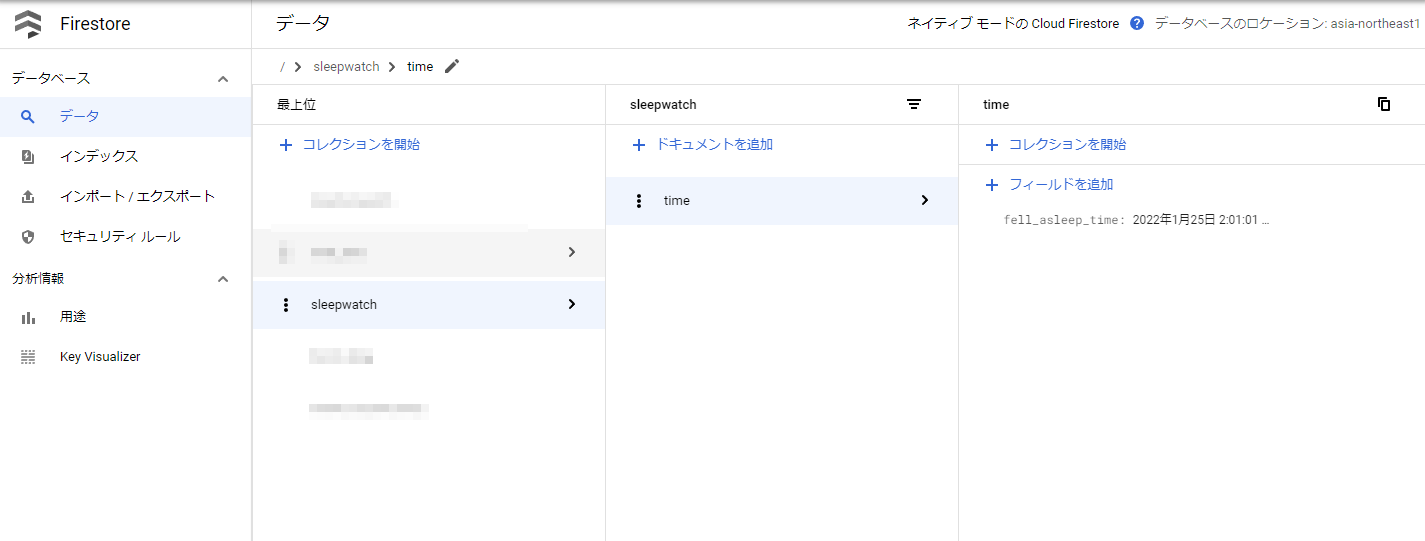 Firestore
データ
ネイティブ モードの Cloud Firestore
?
データベースのロケーション: asia-northeast1
データベース
データ
インデックス
インポート / エクスポート
セキュリティ ルール
分析情報
用途
Key Visualizer
/ > sleepwatch > time
最上位
コレクションを開始
sleepwatch
sleepwatch
ドキュメントを追加
time
time
コレクションを開始
フィールドを追加
fell_asleep_time: 2022年1月25日 2:01:01 ...